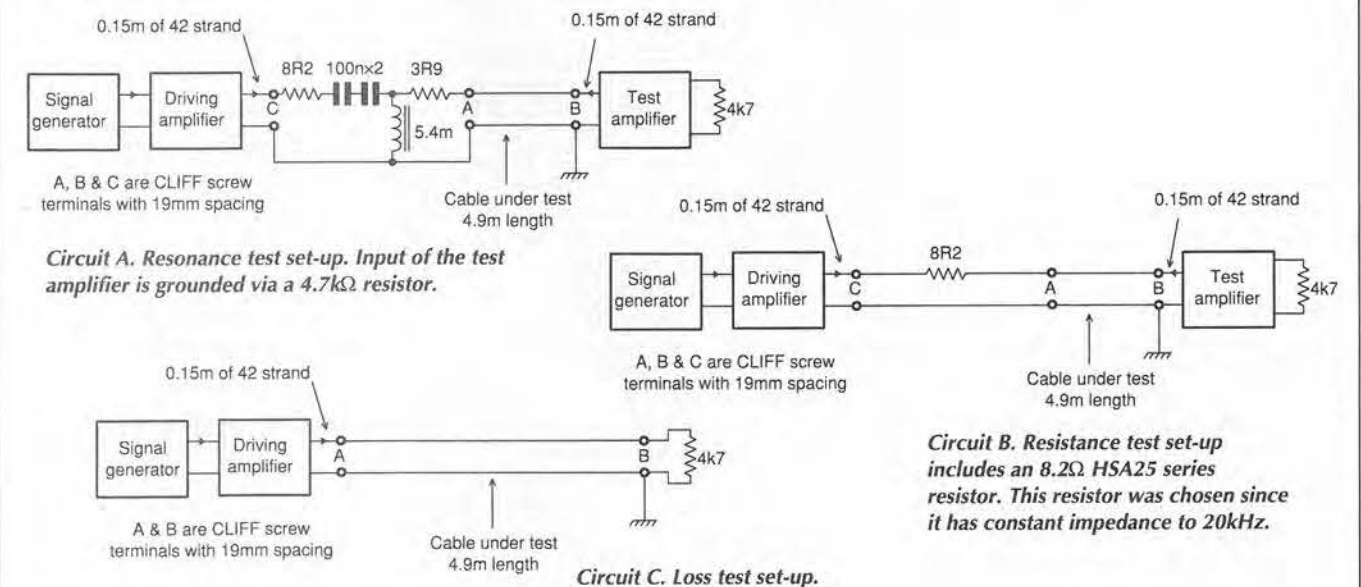 0.15m of 42 strand
8R2 100n×2 3R9
Signal
generator
Driving
amplifier
C
A
B
Test
amplifier
4k7
5.4m
A, B & C are CLIFF screw
terminals with 19mm spacing
Cable under test
4.9m length
0.15m of 42 strand
Circuit A. Resonance test set-up. Input of the test
amplifier is grounded via a 4.7kΩ resistor.
0.15m of 42 strand
0.15m of 42 strand
8R2
Signal
generator
Driving
amplifier
C
A
B
Test
amplifier
4k7
A, B & C are CLIFF screw
terminals with 19mm spacing
Cable under test
4.9m length
Circuit B. Resistance test set-up
includes an 8.2Ω HSA25 series
resistor. This resistor was chosen since
it has constant impedance to 20kHz.
0.15m of 42 strand
Signal
generator
Driving
amplifier
A
B
4k7
A & B are CLIFF screw
terminals with 19mm spacing
Cable under test
4.9m length
Circuit C. Loss test set-up.